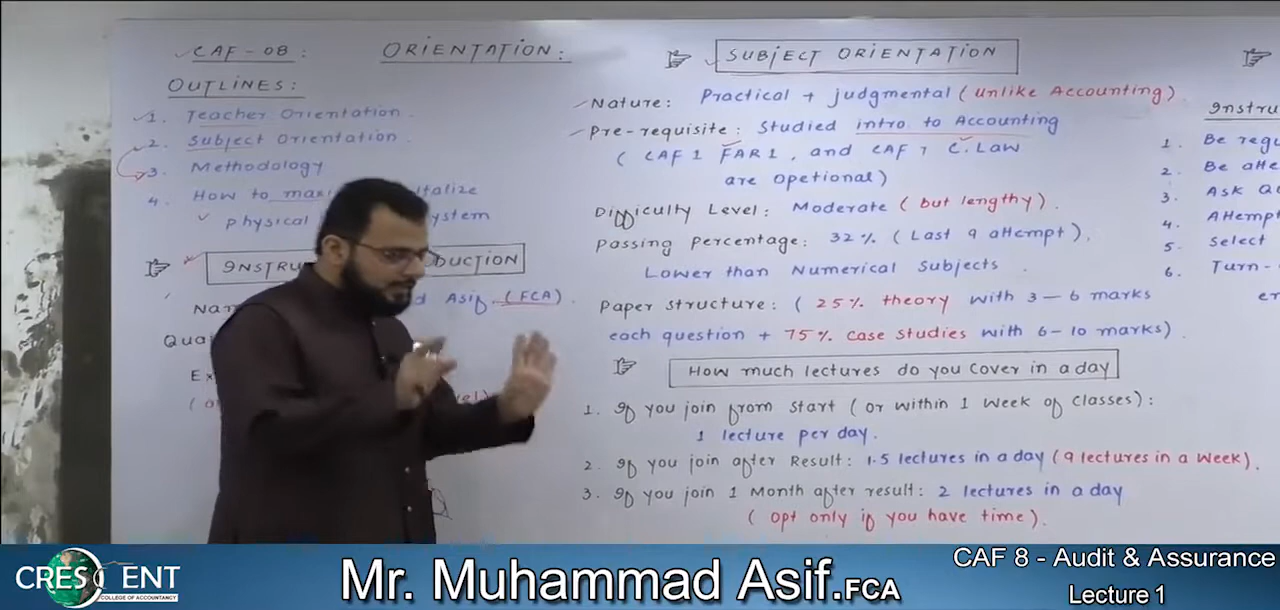 CAF - 08 :
ORIENTATION :
OUTLINES :
1. Teacher Orientation .
2. Subject Orientation .
3. Methodology
4. How to
physical
INSTRU
DUCTION
Asif (FCA) .
SUBJECT ORIENTATION
Nature : Practical + judgmental (unlike Accounting)
Pre-requisite : Studied intro to Accounting
( CAF 1 FAR 1 , and CAF 7 C. Law
are opetional)
Difficulty Level : Moderate (but lengthy) .
Passing Percentage : 32 % ( Last 9 attempt ) .
Lower than Numerical Subjects .
Paper structure : ( 25 % theory with 3 – 6 marks
each question + 75 % case studies with 6 – 10 marks) .
How much lectures do you cover in a day
1. If you join from start ( or within 1 week of classes) :
1 lecture per day .
2. If you join after Result : 1.5 lectures in a day (9 lectures in a week) .
3. If you join 1 Month after result : 2 lectures in a day
( opt only if you have time) .
1. Be
2. Be
3. Ask
4.
5. Select
6. Turn -
CRESCENT
COLLEGE OF ACCOUNTANCY
Mr. Muhammad Asif.FCA
CAF 8 - Audit & Assurance
Lecture 1